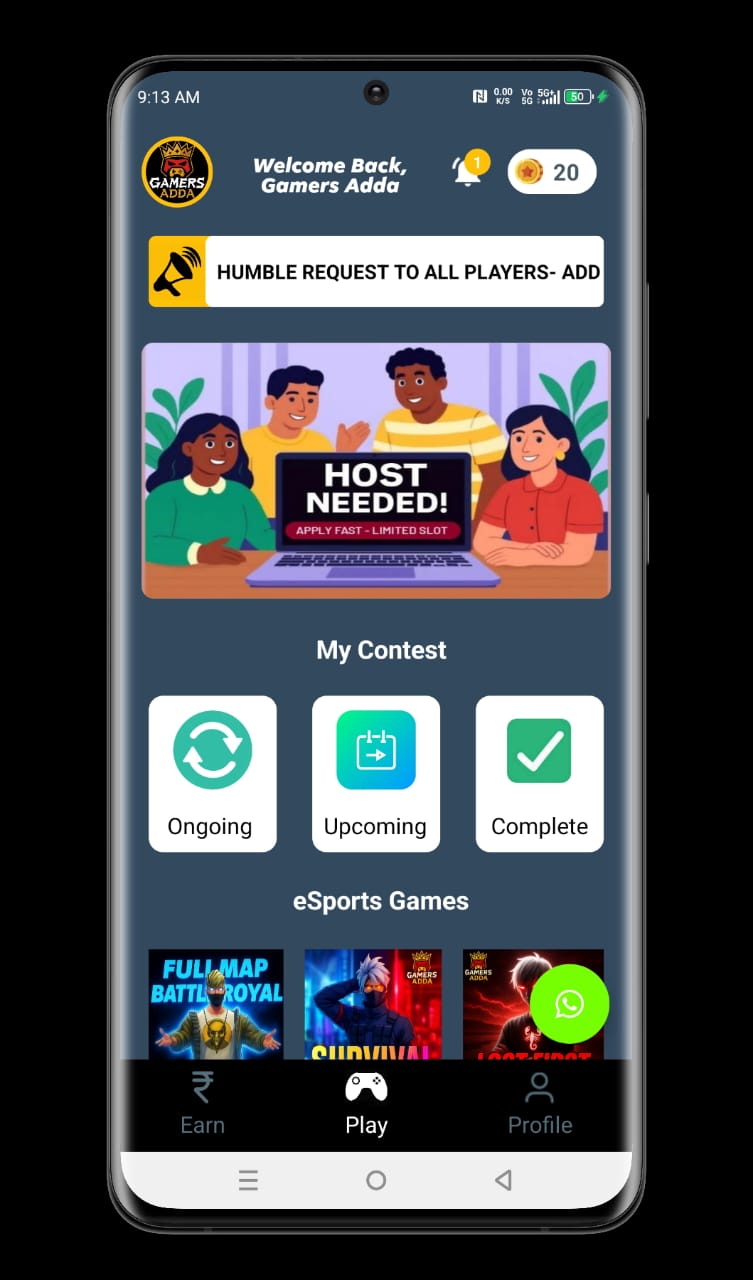 9:13 AM
0.00
K/S
Vo
5G
5G+
50
GAMERS
ADDA
Welcome Back,
Gamers Adda
1
20
HUMBLE REQUEST TO ALL PLAYERS- ADD
HOST
NEEDED!
APPLY FAST - LIMITED SLOT
My Contest
Ongoing
Upcoming
Complete
eSports Games
FULL MAP
BATTLE ROYAL
GAMERS
ADDA
SURVIVAL
GAMERS
ADDA
Earn
Play
Profile